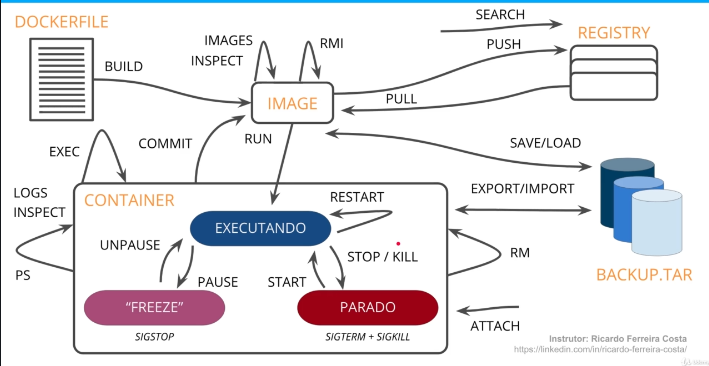 DOCKERFILE
SEARCH
REGISTRY
IMAGES
INSPECT
RMI
PUSH
BUILD
IMAGE
PULL
EXEC
COMMIT
RUN
SAVE/LOAD
LOGS
INSPECT
CONTAINER
RESTART
EXPORT/IMPORT
EXECUTANDO
UNPAUSE
STOP / KILL
RM
PS
PAUSE
START
BACKUP.TAR
"FREEZE"
PARADO
ATTACH
SIGSTOP
SIGTERM + SIGKILL
Instrutor: Ricardo Ferreira Costa
https://linkedin.com/in/ricardo-ferreira-costa/